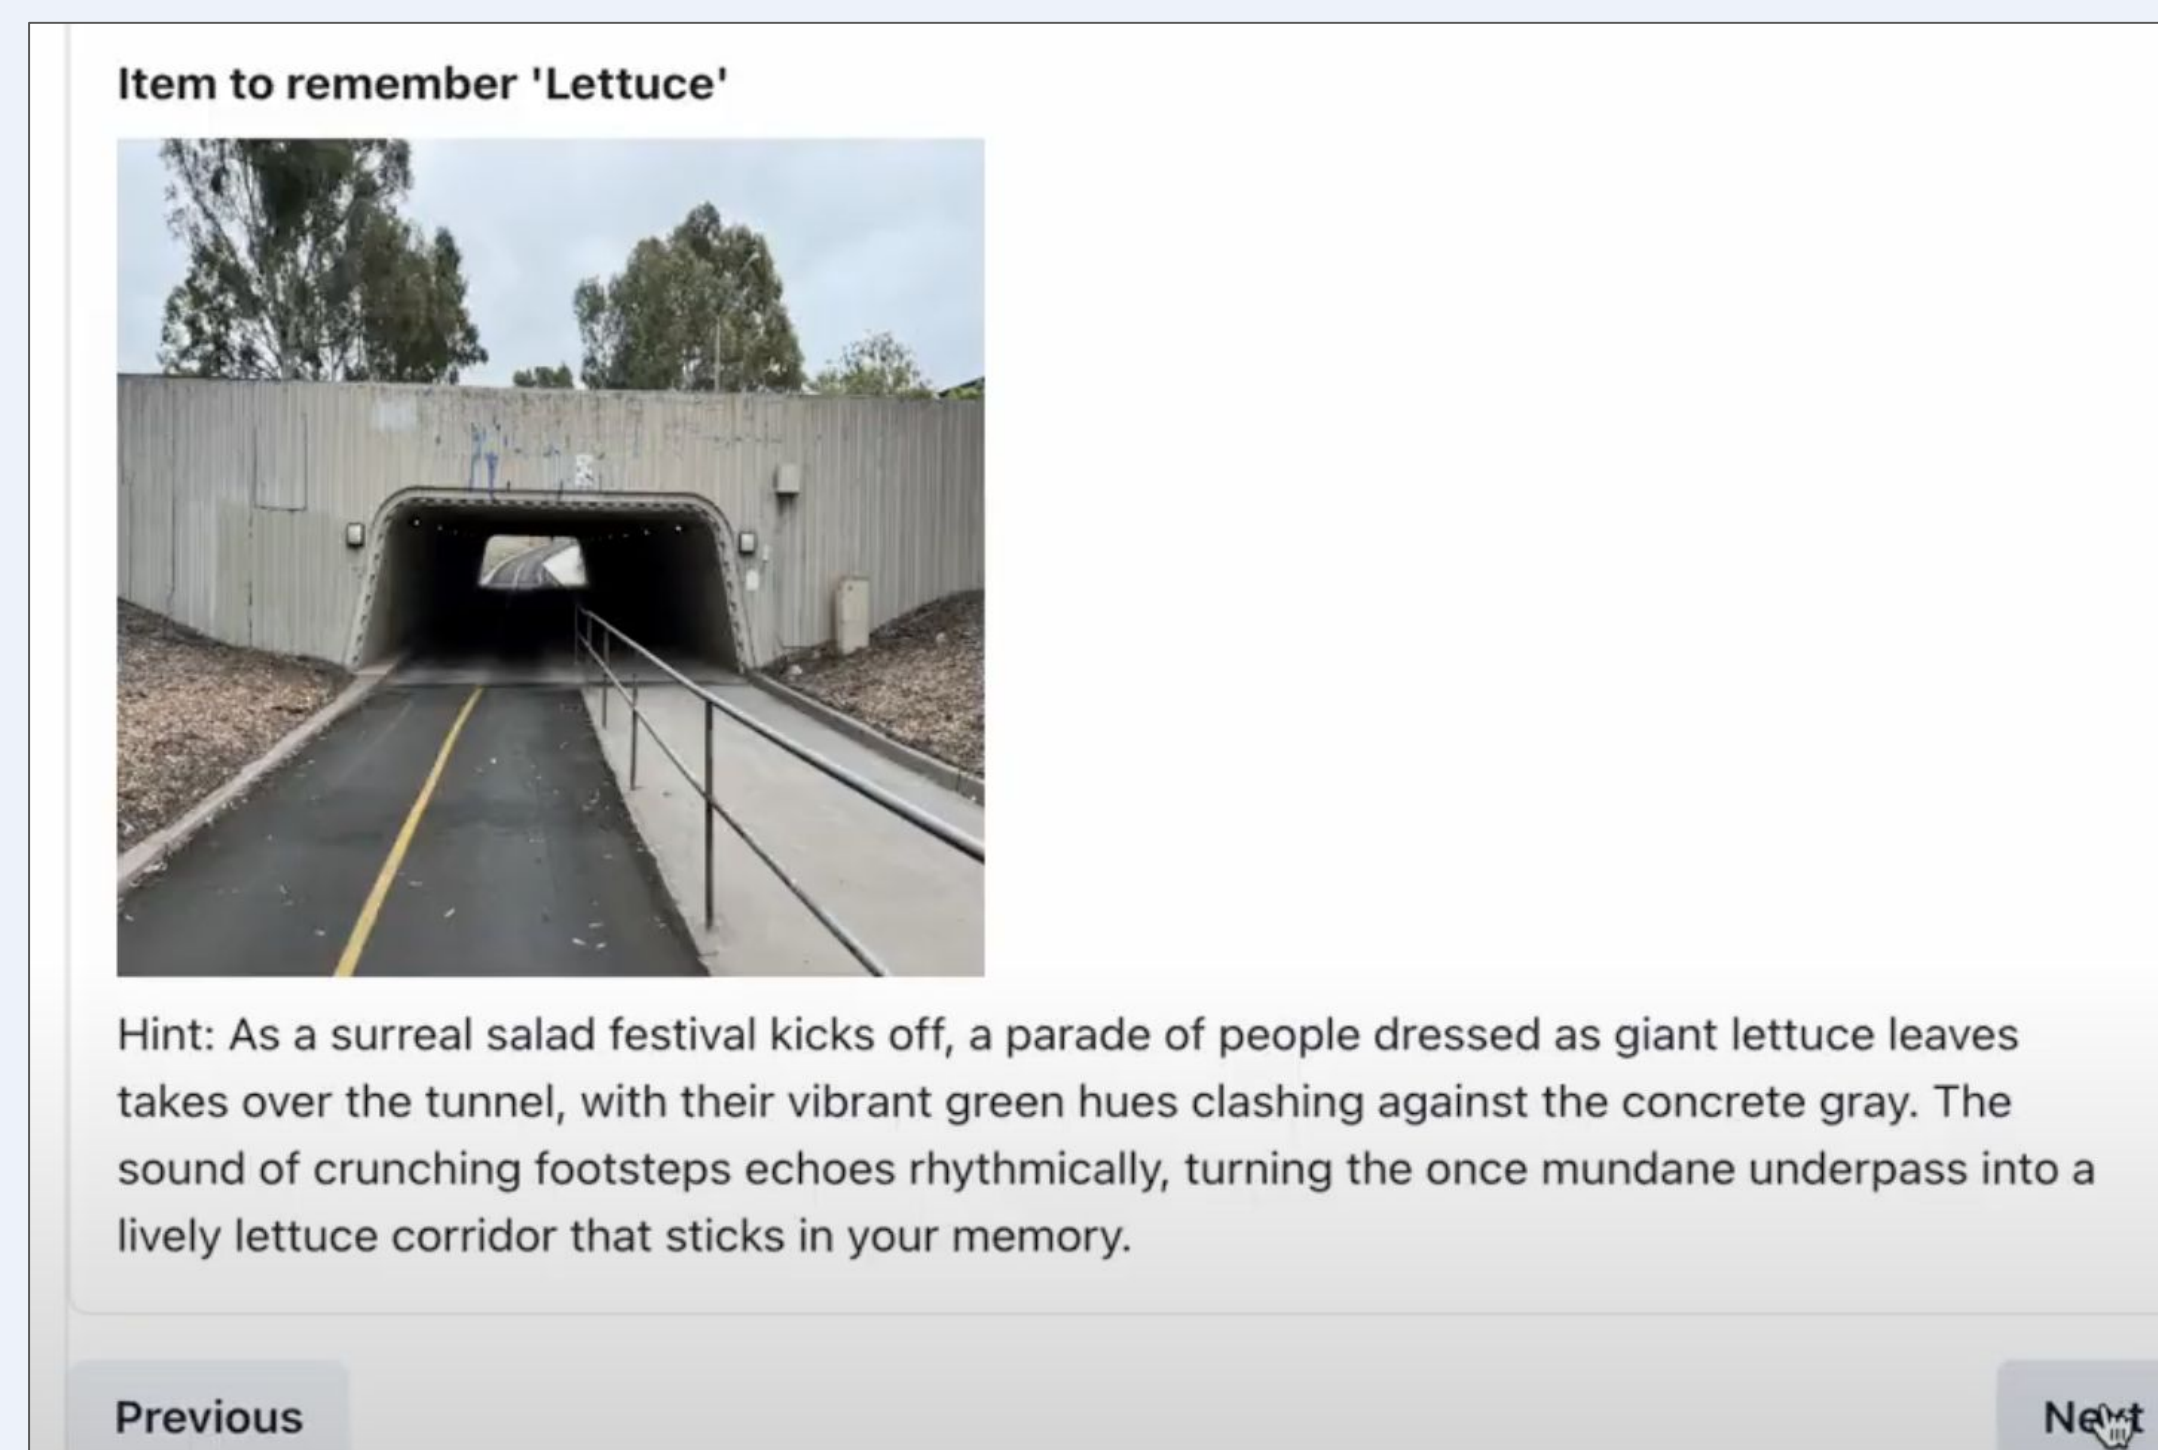 Item to remember 'Lettuce'
Hint: As a surreal salad festival kicks off, a parade of people dressed as giant lettuce leaves
takes over the tunnel, with their vibrant green hues clashing against the concrete gray. The
sound of crunching footsteps echoes rhythmically, turning the once mundane underpass into a
lively lettuce corridor that sticks in your memory.
Previous
Next